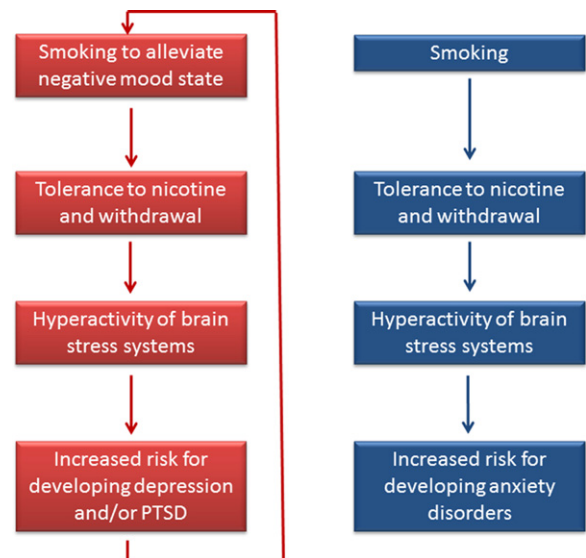 Smoking to alleviate
negative mood state
Tolerance to nicotine
and withdrawal
Hyperactivity of brain
stress systems
Increased risk for
developing depression
and/or PTSD
Smoking
Tolerance to nicotine
and withdrawal
Hyperactivity of brain
stress systems
Increased risk for
developing anxiety
disorders